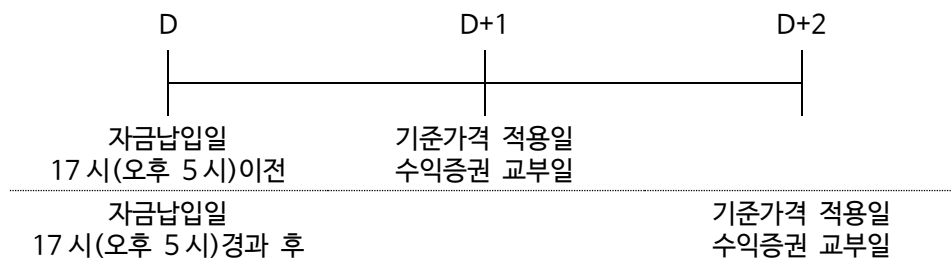 D D+1 D+2
자금납입일 기준가격 적용일
17 시(오후 5 시)이전 수익증권 교부일
자금납입일 기준가격 적용일
17 시(오후 5 시)경과 후 수익증권 교부일